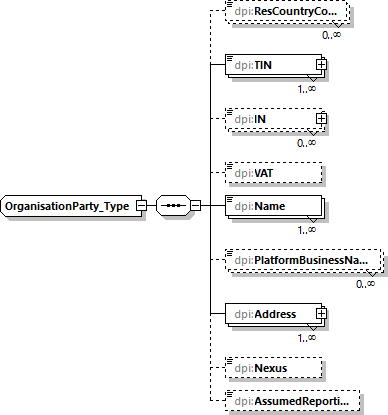 dpi:ResCountryCo...
0..∞
dpi:TIN
1..∞
dpi:IN
0..∞
dpi:VAT
OrganisationParty_Type
dpi:Name
1..∞
dpi:PlatformBusinessNa...
0..∞
dpi:Address
1..∞
dpi:Nexus
dpi:AssumedReporti...